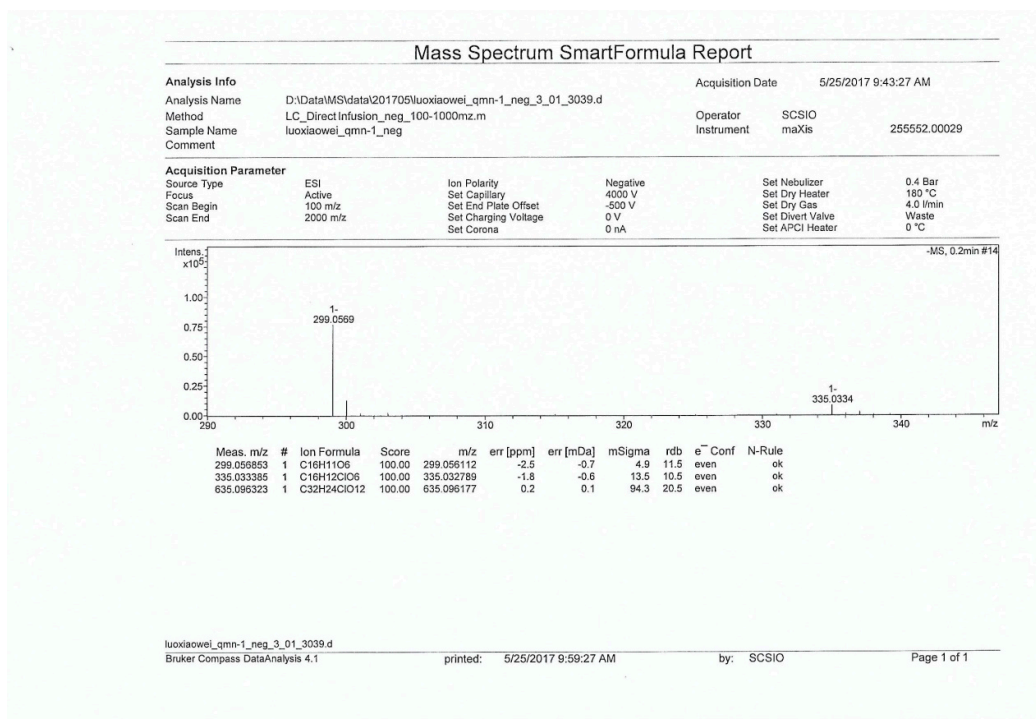 Mass Spectrum SmartFormula Report
Analysis Info Acquisition Date 5/25/2017 9:43:27 AM
Analysis Name D:\Data\MS\data\201705\luoxiaowei_qmn-1_neg_3_01_3039.d
Method LC_Direct Infusion_neg_100-1000mz.m Operator SCSIO
Sample Name luoxiaowei_qmn-1_neg Instrument maXis 255552.00029
Comment
Acquisition Parameter
Source Type ESI Ion Polarity Negative Set Nebulizer 0.4 Bar
Focus Active Set Capillary 4000 V Set Dry Heater 180 °C
Scan Begin 100 m/z Set End Plate Offset -500 V Set Dry Gas 4.0 l/min
Scan End 2000 m/z Set Charging Voltage 0 V Set Divert Valve Waste
Set Corona 0 nA Set APCI Heater 0 °C
Intens. -MS, 0.2min #14
x10⁵
1.00
1-
299.0569
0.75
0.50
0.25
1-
335.0334
0.00
290 300 310 320 330 340 m/z
Meas. m/z # Ion Formula Score m/z err [ppm] err [mDa] mSigma rdb e⁻ Conf N-Rule
299.056853 1 C16H11O6 100.00 299.056112 -2.5 -0.7 4.9 11.5 even ok
335.033385 1 C16H12ClO6 100.00 335.032789 -1.8 -0.6 13.5 10.5 even ok
635.096323 1 C32H24ClO12 100.00 635.096177 0.2 0.1 94.3 20.5 even ok
luoxiaowei_qmn-1_neg_3_01_3039.d
Bruker Compass DataAnalysis 4.1 printed: 5/25/2017 9:59:27 AM by: SCSIO Page 1 of 1